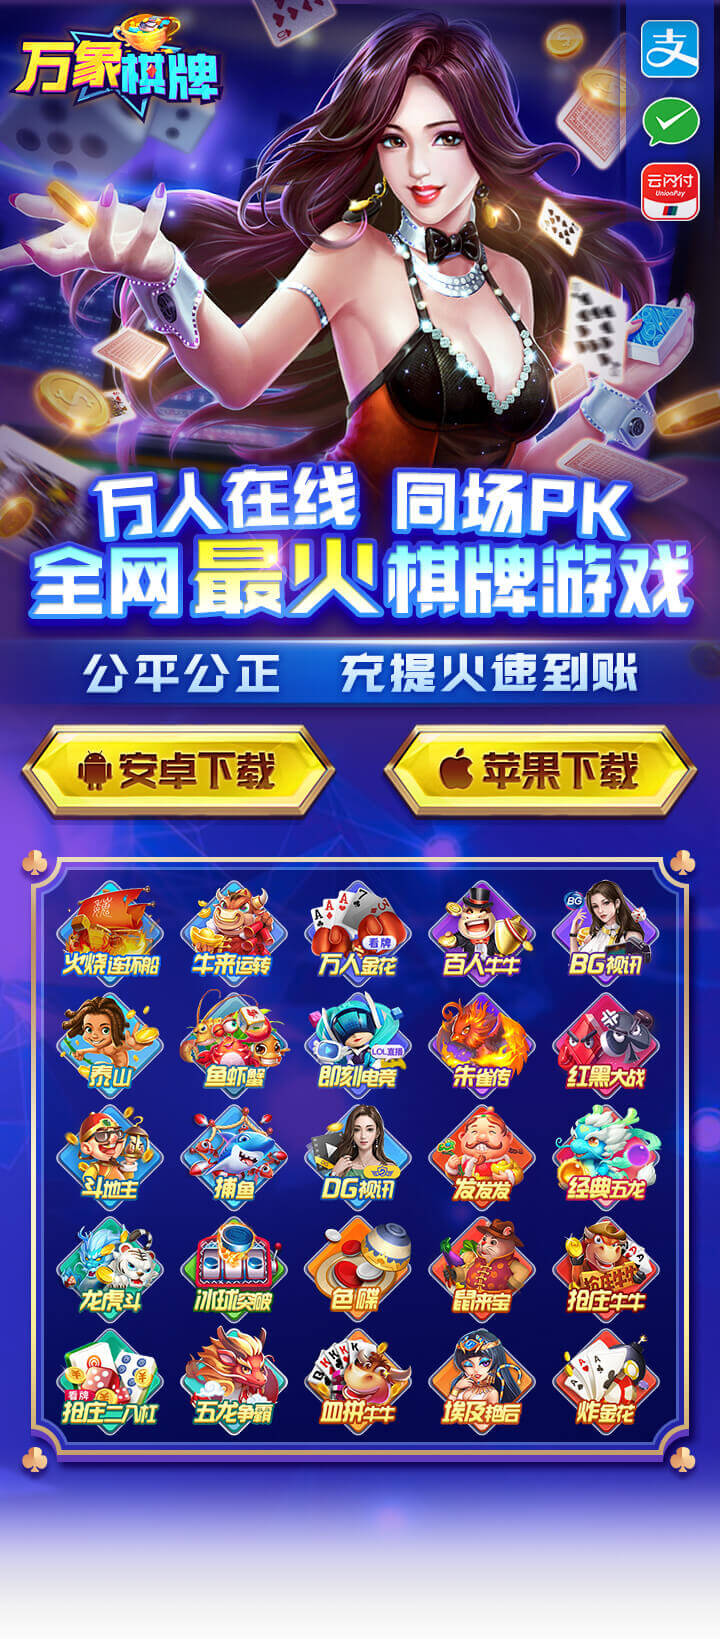 万象棋牌
支
云闪付
UnionPay
万人在线 同场PK
全网最火棋牌游戏
公平公正 充提火速到账
安卓下载 苹果下载
火烧连环船 牛来运转 看牌 万人金花 百人牛牛 BG BG视讯
泰山 鱼虾蟹 LOL直播 即刻电竞 朱雀传 红黑大战
斗地主 捕鱼 DG视讯 发发发 经典五龙
龙虎斗 冰球突破 色碟 鼠来宝 抢庄牛牛
看牌 抢庄二八杠 五龙争霸 血拼牛牛 埃及艳后 炸金花